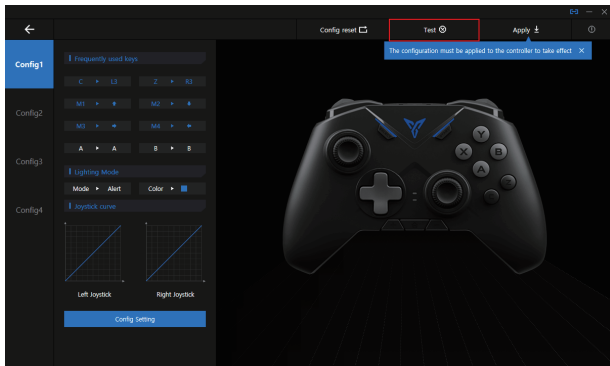 Config reset
Test
Apply
The configuration must be applied to the controller to take effect
Config1
Config2
Config3
Config4
Frequently used keys
C L3
Z R3
M1
M2
M3
M4
A A
B B
Lighting Mode
Mode Alert
Color
Joystick curve
Left Joystick
Right Joystick
Config Setting
Y
X
B
A
Z
C